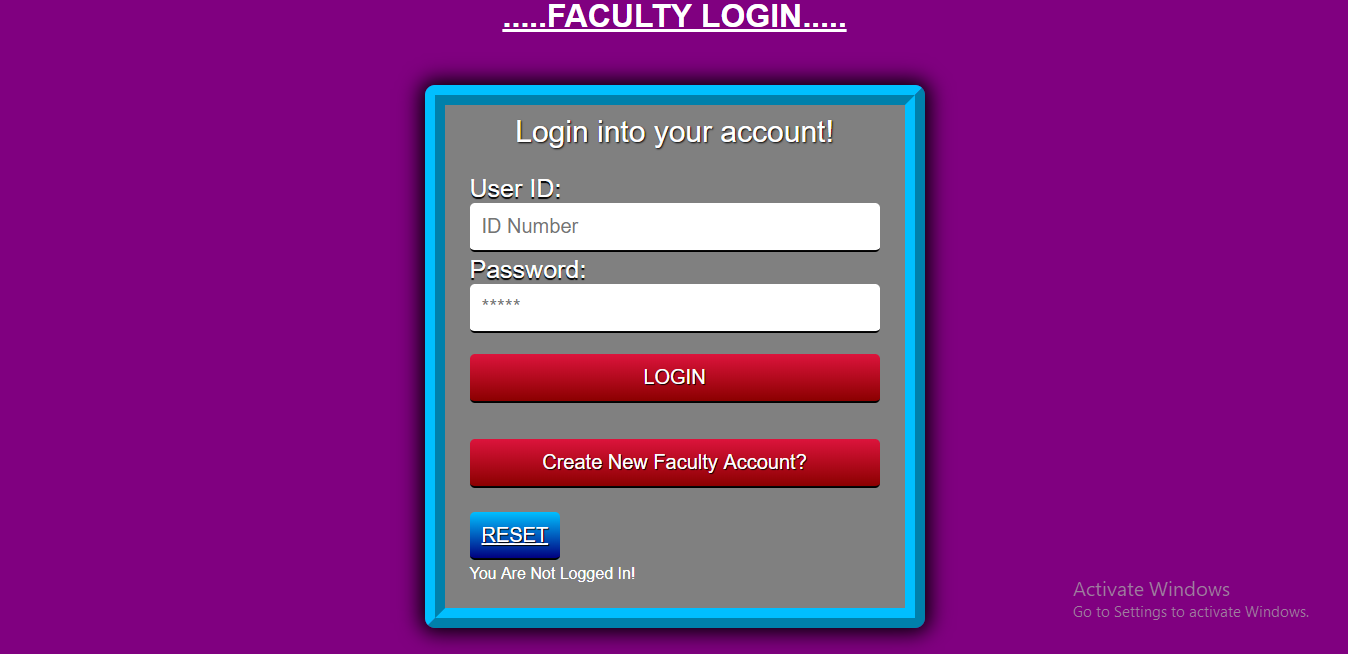 .....FACULTY LOGIN.....
Login into your account!
User ID:
ID Number
Password:
*****
LOGIN
Create New Faculty Account?
RESET
You Are Not Logged In!
Activate Windows
Go to Settings to activate Windows.